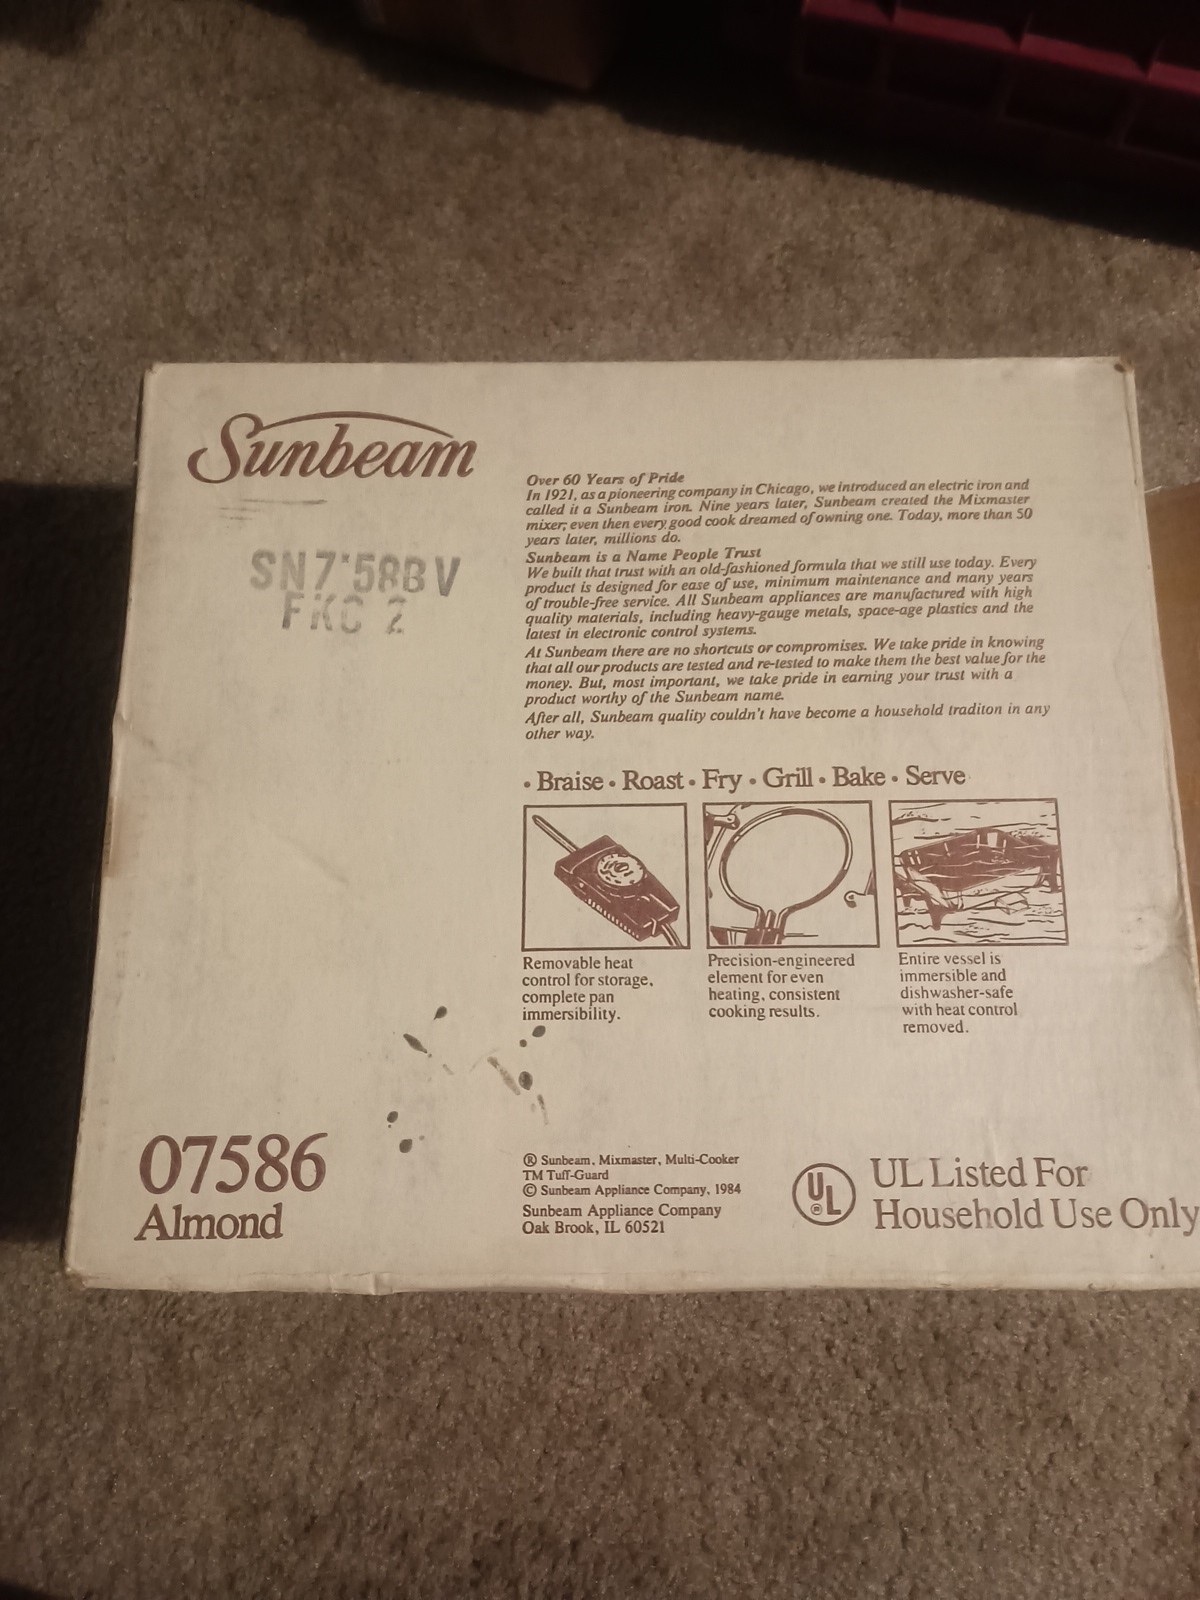 Sunbeam
SN7'58BV
FKC 2
Over 60 Years of Pride
In 1921, as a pioneering company in Chicago, we introduced an electric iron and
called it a Sunbeam iron. Nine years later, Sunbeam created the Mixmaster
mixer; even then every good cook dreamed of owning one. Today, more than 50
years later, millions do.
Sunbeam is a Name People Trust
We built that trust with an old-fashioned formula that we still use today. Every
product is designed for ease of use, minimum maintenance and many years
of trouble-free service. All Sunbeam appliances are manufactured with high
quality materials, including heavy-gauge metals, space-age plastics and the
latest in electronic control systems.
At Sunbeam there are no shortcuts or compromises. We take pride in knowing
that all our products are tested and re-tested to make them the best value for the
money. But, most important, we take pride in earning your trust with a
product worthy of the Sunbeam name.
After all, Sunbeam quality couldn't have become a household traditon in any
other way.
• Braise • Roast • Fry • Grill • Bake • Serve
Removable heat
control for storage,
complete pan
immersibility.
Precision-engineered
element for even
heating, consistent
cooking results.
Entire vessel is
immersible and
dishwasher-safe
with heat control
removed.
07586
Almond
® Sunbeam, Mixmaster, Multi-Cooker
TM Tuff-Guard
© Sunbeam Appliance Company, 1984
Sunbeam Appliance Company
Oak Brook, IL 60521
UL
®
UL Listed For
Household Use Only